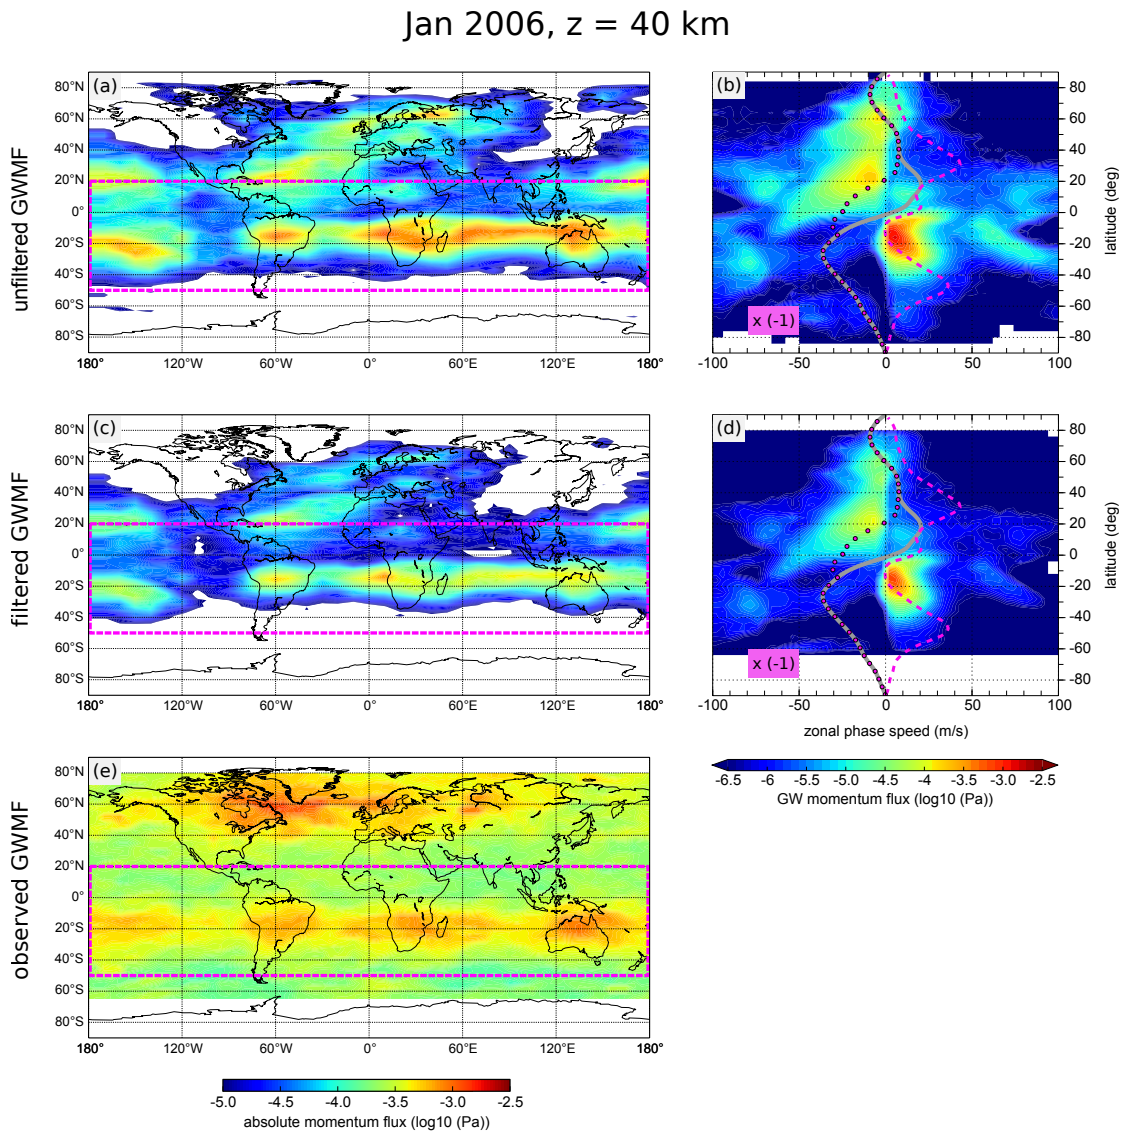 Jan 2006, z = 40 km
unfiltered GWMF
(a)
80°N
60°N
40°N
20°N
0°
20°S
40°S
60°S
80°S
180° 120°W 60°W 0° 60°E 120°E 180°
(b)
x (-1)
80
60
40
20
0
-20
-40
-60
-80
latitude (deg)
-100 -50 0 50 100
filtered GWMF
(c)
80°N
60°N
40°N
20°N
0°
20°S
40°S
60°S
80°S
180° 120°W 60°W 0° 60°E 120°E 180°
(d)
x (-1)
80
60
40
20
0
-20
-40
-60
-80
latitude (deg)
-100 -50 0 50 100
zonal phase speed (m/s)
-6.5 -6 -5.5 -5.0 -4.5 -4 -3.5 -3.0 -2.5
GW momentum flux (log10 (Pa))
observed GWMF
(e)
80°N
60°N
40°N
20°N
0°
20°S
40°S
60°S
80°S
180° 120°W 60°W 0° 60°E 120°E 180°
-5.0 -4.5 -4.0 -3.5 -3.0 -2.5
absolute momentum flux (log10 (Pa))